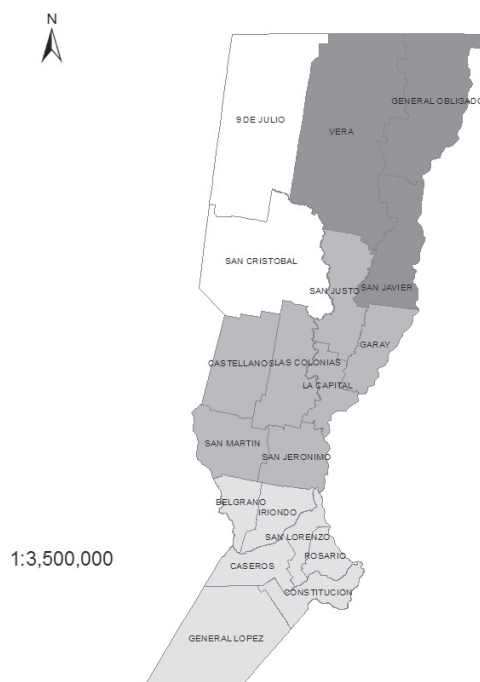 N
GENERAL OBLIGADO
9 DE JULIO
VERA
SAN CRISTOBAL
SAN JUSTO
SAN JAVIER
GARAY
CASTELLANOS
LAS COLONIAS
LA CAPITAL
SAN MARTIN
SAN JERONIMO
BELGRANO
IRIONDO
SAN LORENZO
ROSARIO
1:3,500,000
CASEROS
CONSTITUCION
GENERAL LOPEZ